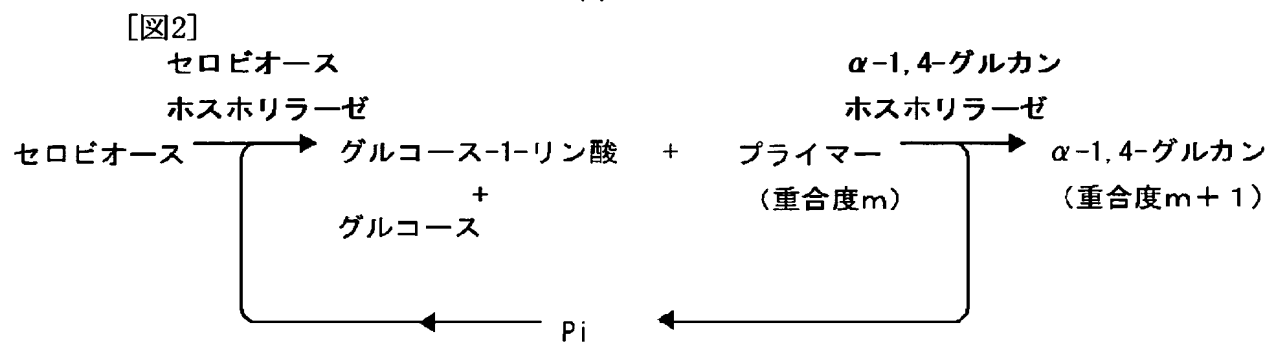 [図2]
セロビオース
ホスホリラーゼ
α-1,4-グルカン
ホスホリラーゼ
セロビオース グルコース-1-リン酸 + プライマー α-1,4-グルカン
+ (重合度m) (重合度m+1)
グルコース
Pi